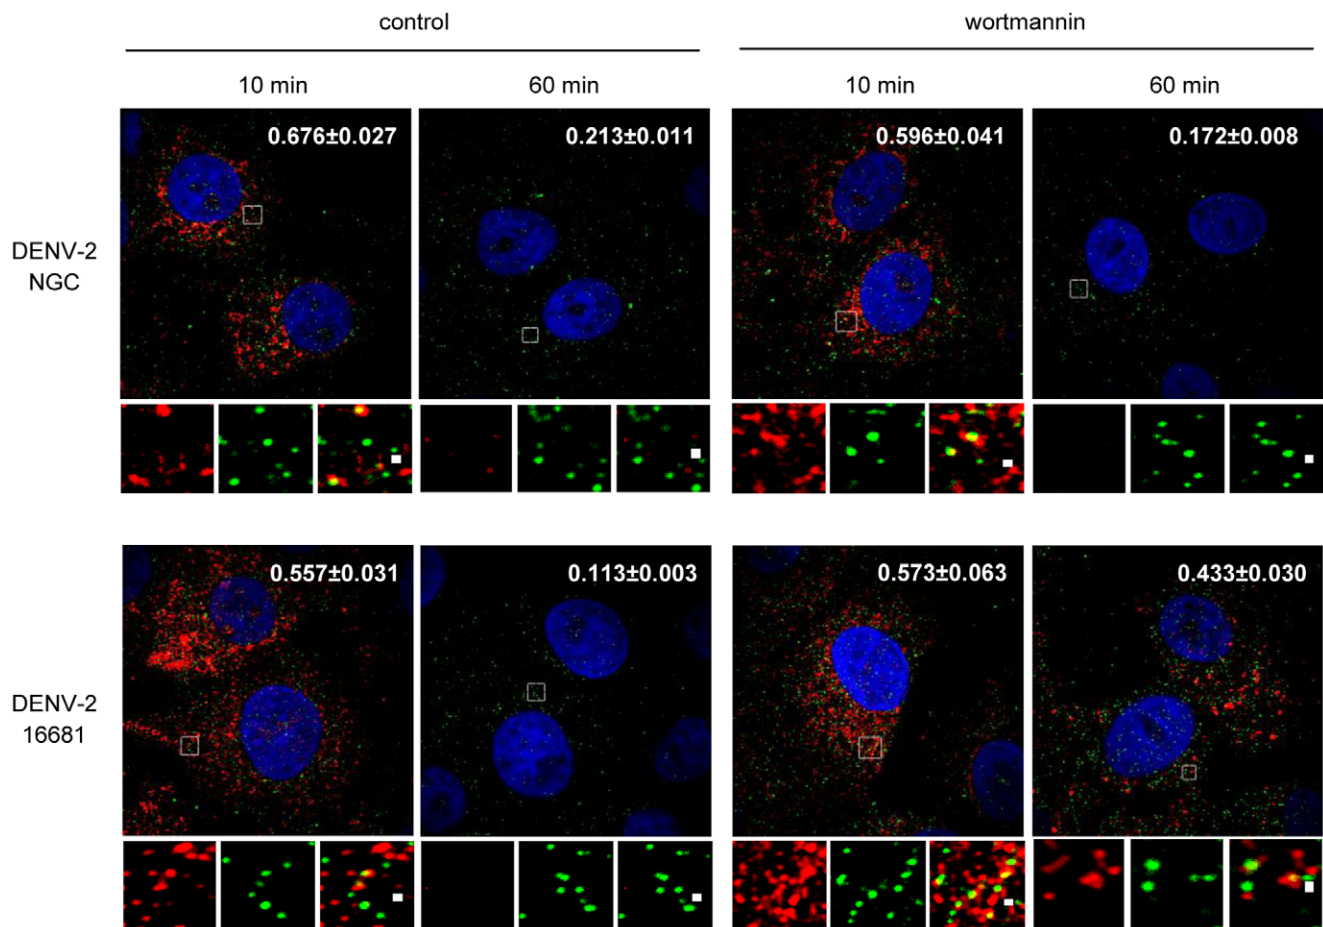 control
wortmannin
10 min
60 min
10 min
60 min
DENV-2
NGC
0.676±0.027
0.213±0.011
0.596±0.041
0.172±0.008
DENV-2
16681
0.557±0.031
0.113±0.003
0.573±0.063
0.433±0.030